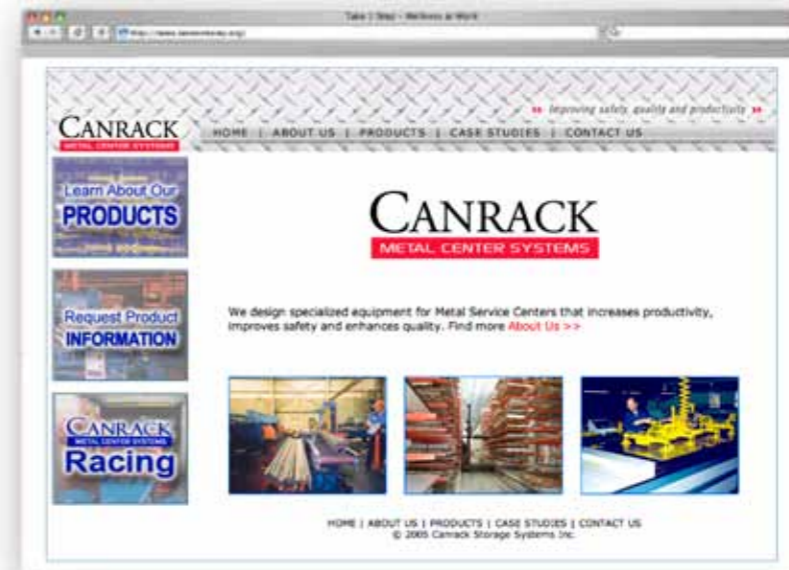 Take 1 Step - Wellness at Work
Improving safety, quality and productivity
CANRACK
METAL CENTER SYSTEMS
HOME | ABOUT US | PRODUCTS | CASE STUDIES | CONTACT US
Learn About Our
PRODUCTS
Request Product
INFORMATION
CANRACK
METAL CENTER SYSTEMS
Racing
CANRACK
METAL CENTER SYSTEMS
We design specialized equipment for Metal Service Centers that increases productivity,
improves safety and enhances quality. Find more About Us >>
HOME | ABOUT US | PRODUCTS | CASE STUDIES | CONTACT US
© 2005 Canrack Storage Systems Inc.